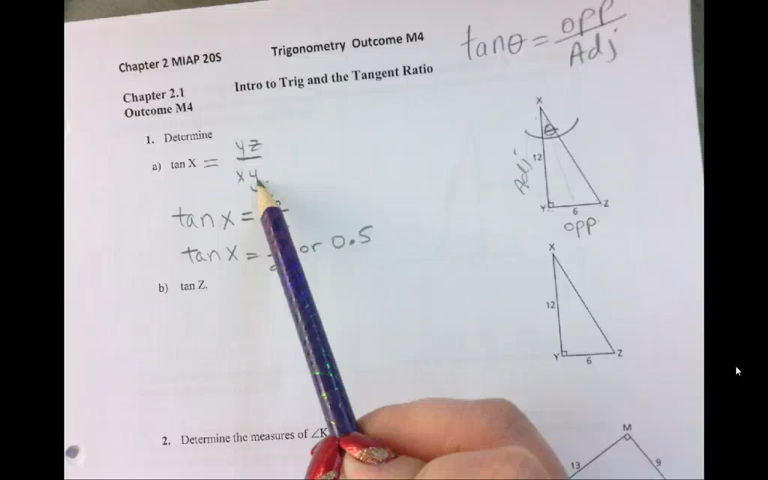 Chapter 2 MIAP 20S
Trigonometry Outcome M4
tanθ = opp
Adj
Chapter 2.1
Intro to Trig and the Tangent Ratio
Outcome M4
1. Determine
a) tan X = YZ
XY
tan X =
tan X = or 0.5
b) tan Z.
2. Determine the measures of ∠K
X
θ
Adj
12
Y
6
Z
opp
X
12
Y
6
Z
M
13
9